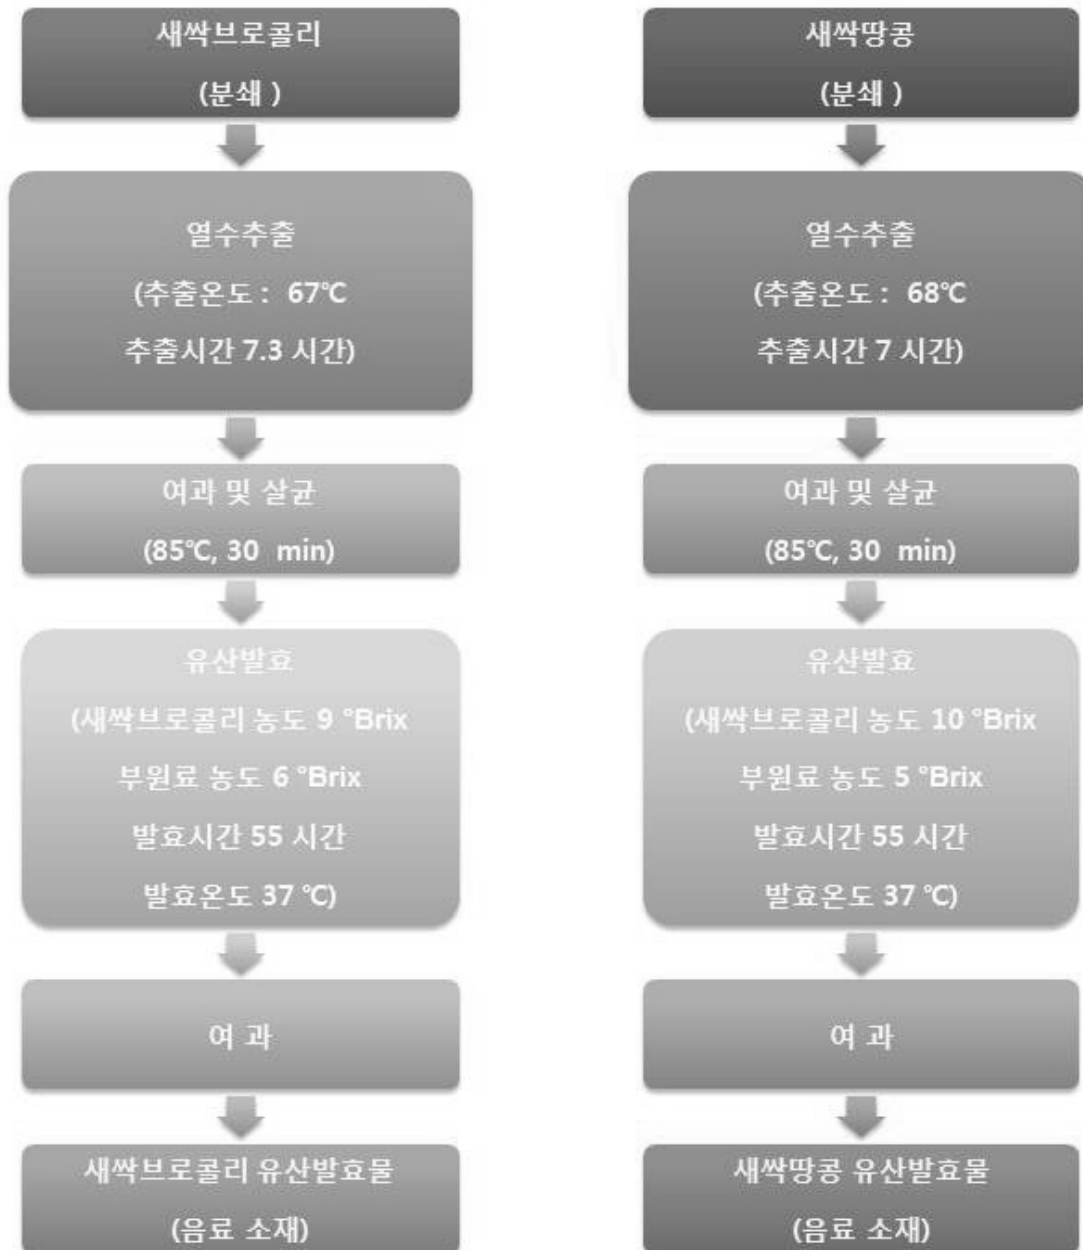 새싹브로콜리
(분쇄 )
열수추출
(추출온도 : 67℃
추출시간 7.3 시간)
여과 및 살균
(85℃, 30 min)
유산발효
(새싹브로콜리 농도 9 °Brix
부원료 농도 6 °Brix
발효시간 55 시간
발효온도 37 ℃)
여 과
새싹브로콜리 유산발효물
(음료 소재)
새싹땅콩
(분쇄 )
열수추출
(추출온도 : 68℃
추출시간 7 시간)
여과 및 살균
(85℃, 30 min)
유산발효
(새싹브로콜리 농도 10 °Brix
부원료 농도 5 °Brix
발효시간 55 시간
발효온도 37 ℃)
여 과
새싹땅콩 유산발효물
(음료 소재)